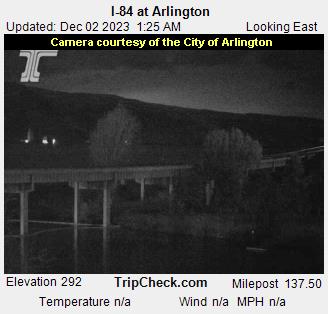 I-84 at Arlington
Updated: Dec 02 2023 1:25 AM Looking East
Camera courtesy of the City of Arlington
Elevation 292 TripCheck.com Milepost 137.50
Temperature n/a Wind n/a MPH n/a